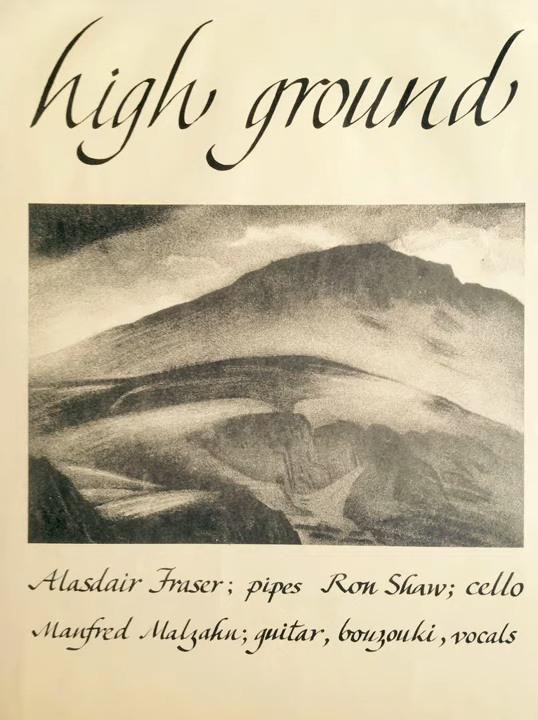 high ground
Alasdair Fraser; pipes Ron Shaw; cello
Manfred Malzahn; guitar, bouzouki, vocals